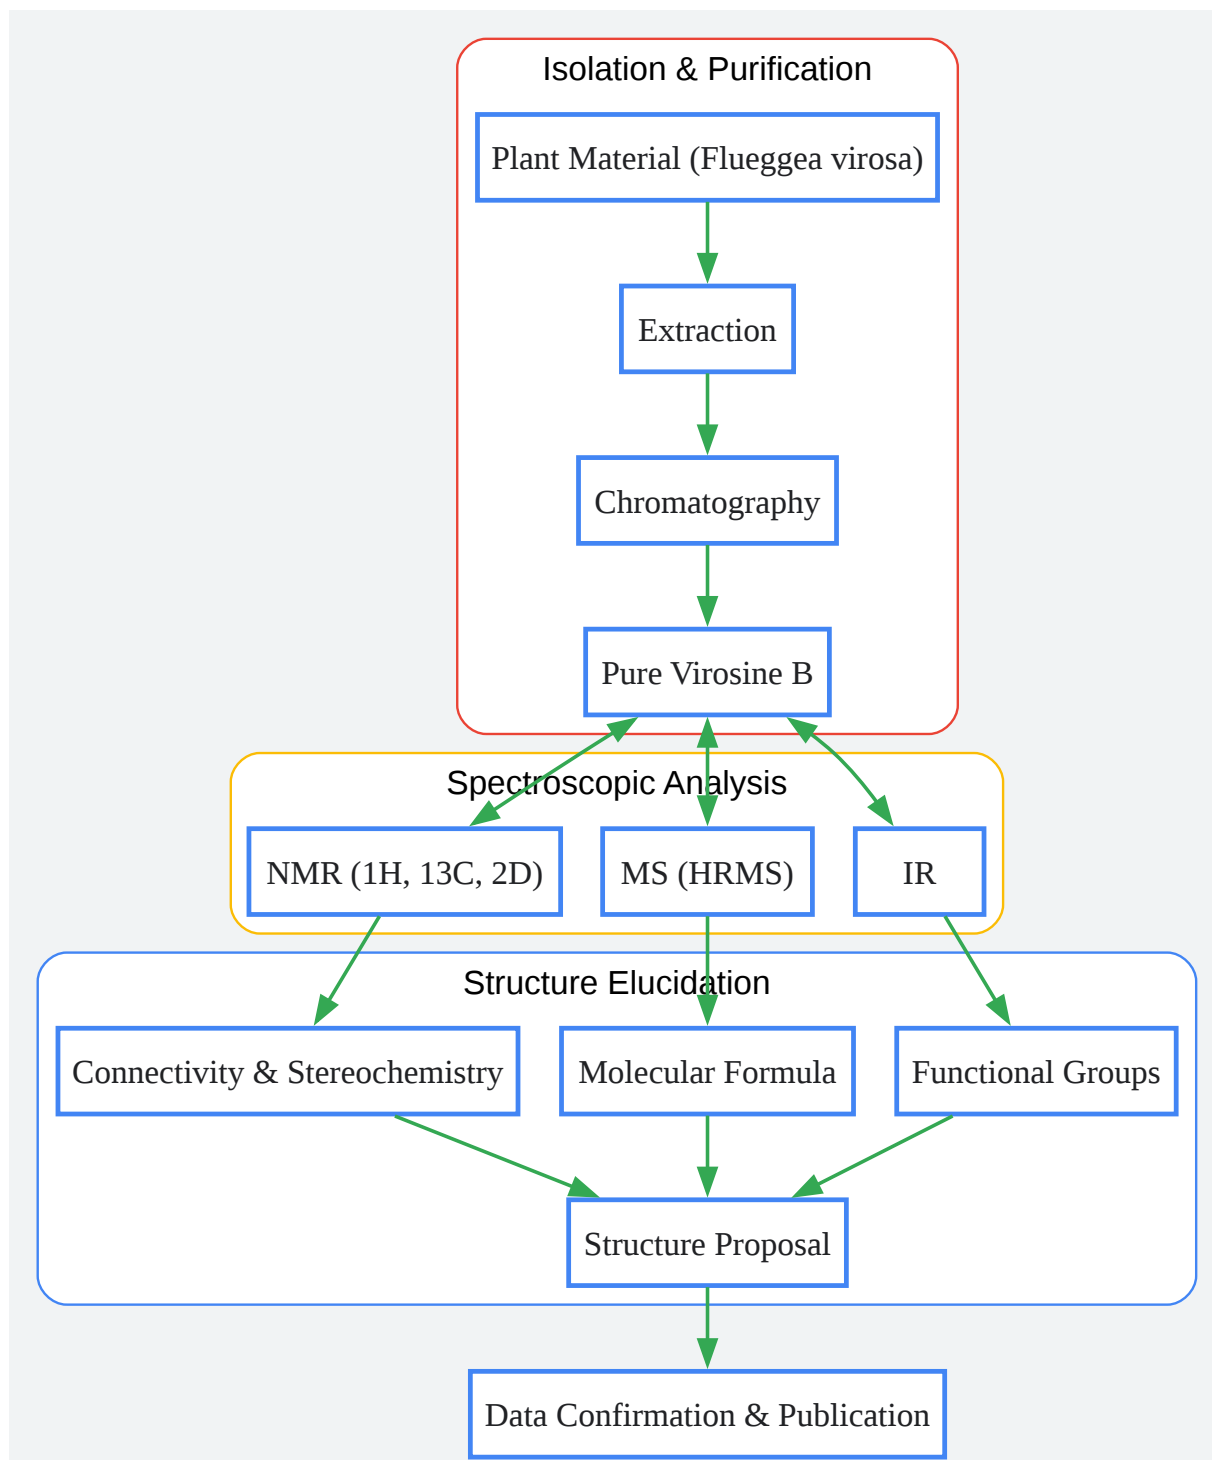 Isolation & Purification
Plant Material (Flueggea virosa)
Extraction
Chromatography
Pure Virosine B
Spectroscopic Analysis
NMR (1H, 13C, 2D)
MS (HRMS)
IR
Structure Elucidation
Connectivity & Stereochemistry
Molecular Formula
Functional Groups
Structure Proposal
Data Confirmation & Publication